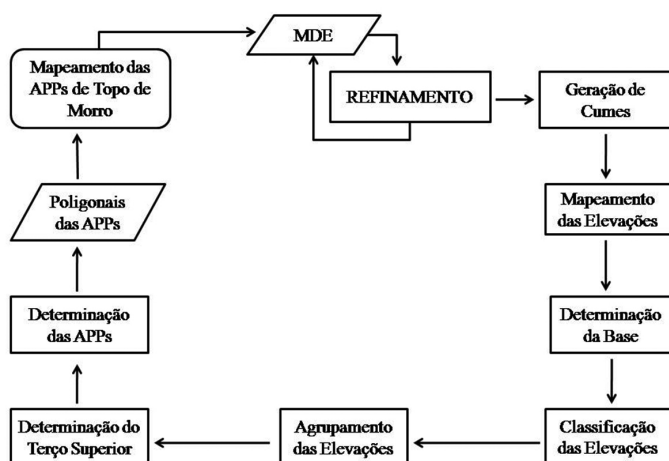 MDE
REFINAMENTO
Geração de
Cumes
Mapeamento
das Elevações
Determinação
da Base
Classificação
das Elevações
Agrupamento
das Elevações
Determinação do
Terço Superior
Determinação
das APPs
Poligonais
das APPs
Mapeamento das
APPs de Topo de
Morro